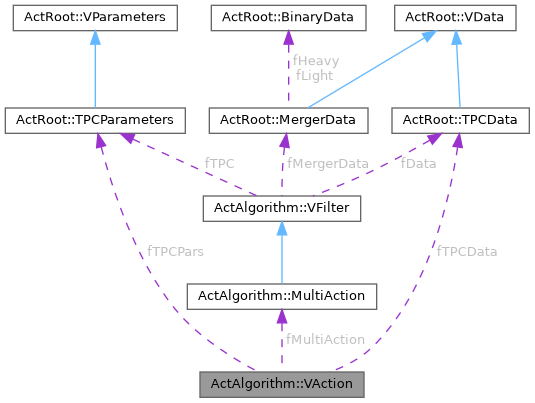 ActRoot::VParameters
ActRoot::BinaryData
ActRoot::VData
fHeavy
fLight
ActRoot::TPCParameters
ActRoot::MergerData
ActRoot::TPCData
fTPC
fMergerData
fData
ActAlgorithm::VFilter
fTPCPars
fTPCData
ActAlgorithm::MultiAction
fMultiAction
ActAlgorithm::VAction